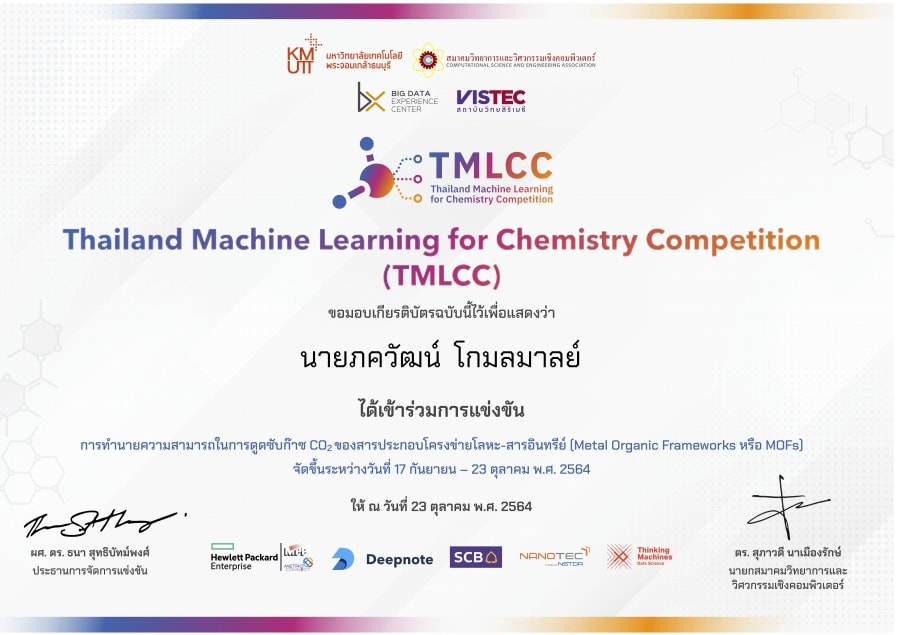 KM
UTT
มหาวิทยาลัยเทคโนโลยี
พระจอมเกล้าธนบุรี
สมาคมวิทยาการและวิศวกรรมเชิงคอมพิวเตอร์
COMPUTATIONAL SCIENCE AND ENGINEERING ASSOCIATION
bx
BIG DATA
EXPERIENCE
CENTER
VISTEC
สถาบันวิทยสิริเมธี
TMLCC
Thailand Machine Learning
for Chemistry Competition
Thailand Machine Learning for Chemistry Competition
(TMLCC)
ขอมอบเกียรติบัตรฉบับนี้ไว้เพื่อแสดงว่า
นายภควัฒน์ โกมลมาลย์
ได้เข้าร่วมการแข่งขัน
การทำนายความสามารถในการดูดซับก๊าซ CO₂ ของสารประกอบโครงข่ายโลหะ-สารอินทรีย์ (Metal Organic Frameworks หรือ MOFs)
จัดขึ้นระหว่างวันที่ 17 กันยายน – 23 ตุลาคม พ.ศ. 2564
ให้ ณ วันที่ 23 ตุลาคม พ.ศ. 2564
ผศ. ดร. ธนา สุทธิบัทม์พงศ์
ประธานการจัดการแข่งขัน
Hewlett Packard
Enterprise
Deepnote
SCB
NANOTEC
NSTDA
Thinking
Machines
Data Science
ดร. สุภาวดี นาเมืองรักษ์
นายกสมาคมวิทยาการและ
วิศวกรรมเชิงคอมพิวเตอร์